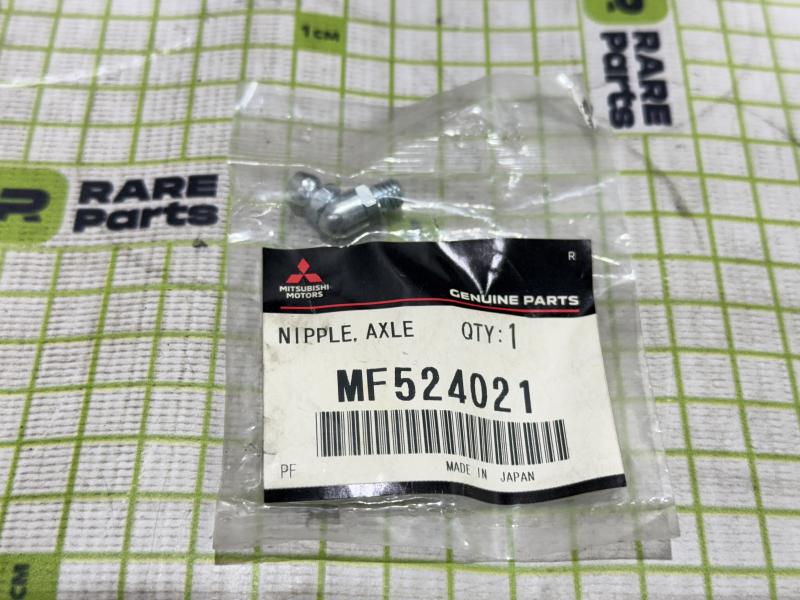 1 CM
RARE
Parts
RARE
Parts
R
MITSUBISHI
MOTORS
GENUINE PARTS
NIPPLE, AXLE QTY: 1
MF524021
PF
MADE IN JAPAN
CM